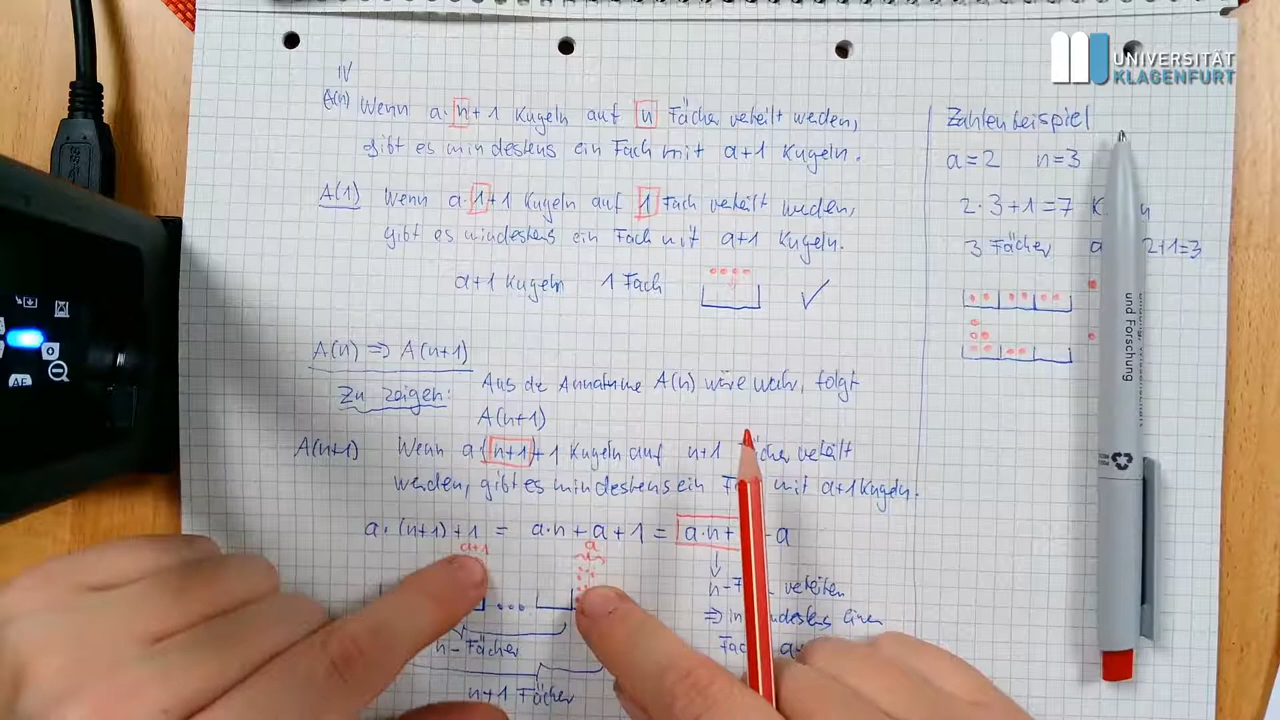 IV
A(n) Wenn a·n+1 Kugeln auf n Fächer verteilt werden,
gibt es mindestens ein Fach mit a+1 Kugeln.
A(1) Wenn a·1+1 Kugeln auf 1 Fach verteilt werden,
gibt es mindestens ein Fach mit a+1 Kugeln.
a+1 Kugeln 1 Fach ✓
A(n) ⇒ A(n+1)
Zu zeigen: Aus der Annahme A(n) wäre wahr, folgt
A(n+1)
A(n+1) Wenn a(n+1)+1 Kugeln auf n+1 Fächer verteilt
werden, gibt es mindestens ein mit a+1 Kugeln.
a·(n+1)+1 = a·n+a+1 = a·n+ a
a+1 a
↓
n- verteilen
...
⇒ in mindestens einen
n-Fächer
n+1 Fächer
Zahlenbeispiel
a=2 n=3
2·3+1=7
3 Fächer 2+1=3
UNIVERSITÄT
KLAGENFURT
und Forschung
AF